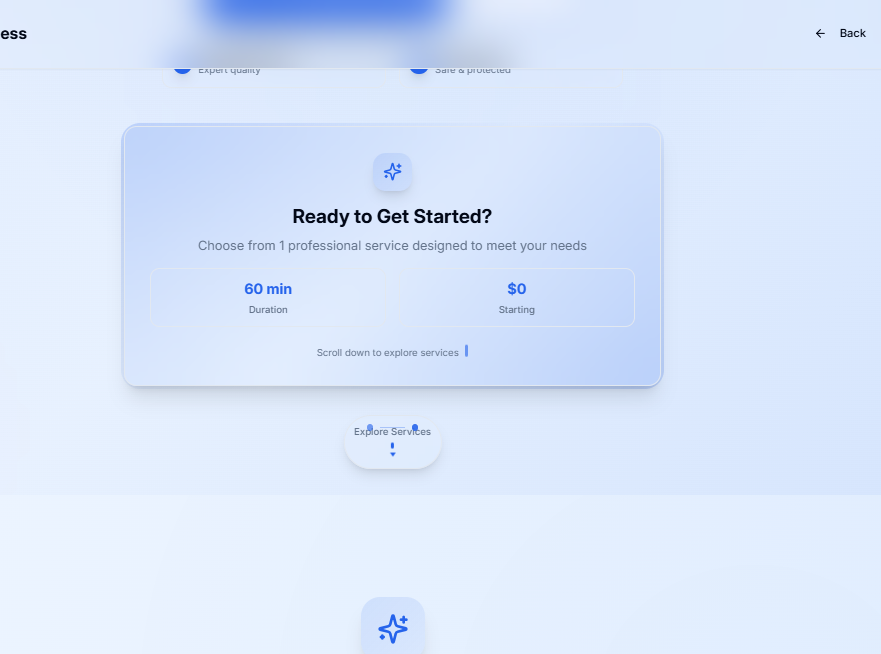 ess
Back
Expert quality
Safe & protected
Ready to Get Started?
Choose from 1 professional service designed to meet your needs
60 min
$0
Duration
Starting
Scroll down to explore services
Explore Services